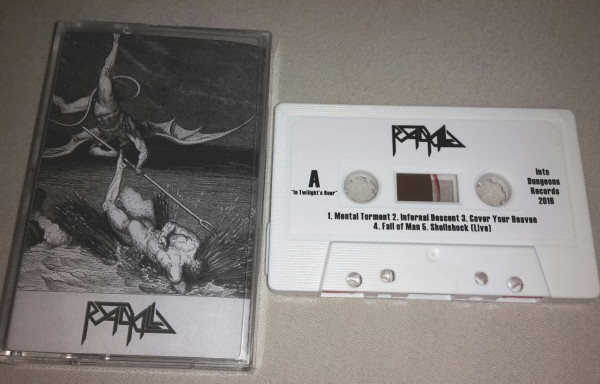 A
"In Twilight's Hour"
Into
Dungeons
Records
2016
1. Mental Torment 2. Infernal Descent 3. Cover Your Heaven
4. Fall of Man 5. Shellshock (Live)